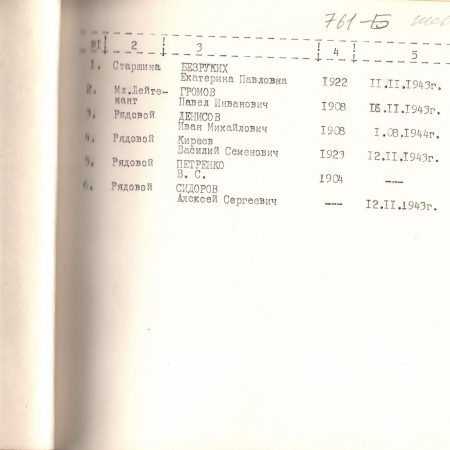 761-Б
№1 ! 2 ! 3 ! 4 ! 5
1. Старшина БЕЗРУКИХ
Екатерина Павловна 1922 11.11.1943г.
2. Мл.Лейте- ГРОМОВ
нант Павел Инванович 1908 16.11.1943г.
3. Рядовой ДЕНИСОВ
Иван Михайлович 1908 1.08.1944г.
4. Рядовой Киреев
Василий Семенович 1923 12.11.1943г.
5. Рядовой ПЕТРЕНКО
В. С. 1904 ---
6. Рядовой СИДОРОВ
Алексей Сергеевич --- 12.11.1943г.